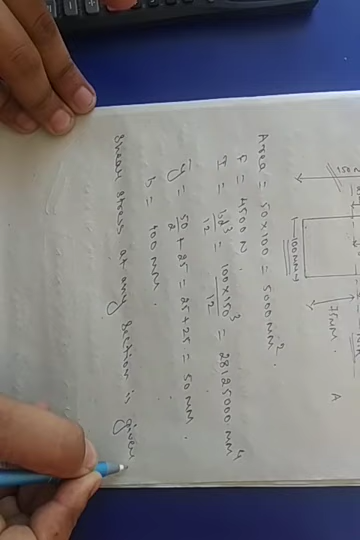 150
100MM
75MM.
A
Area = 50×100 = 5000 MM².
F = 4500 N.
I = bd³/12 = 100×150³/12 = 28125000 MM⁴
ȳ = 50/2 + 25 = 25+25 = 50 MM.
b = 100 MM.
Shear stress at any section is given